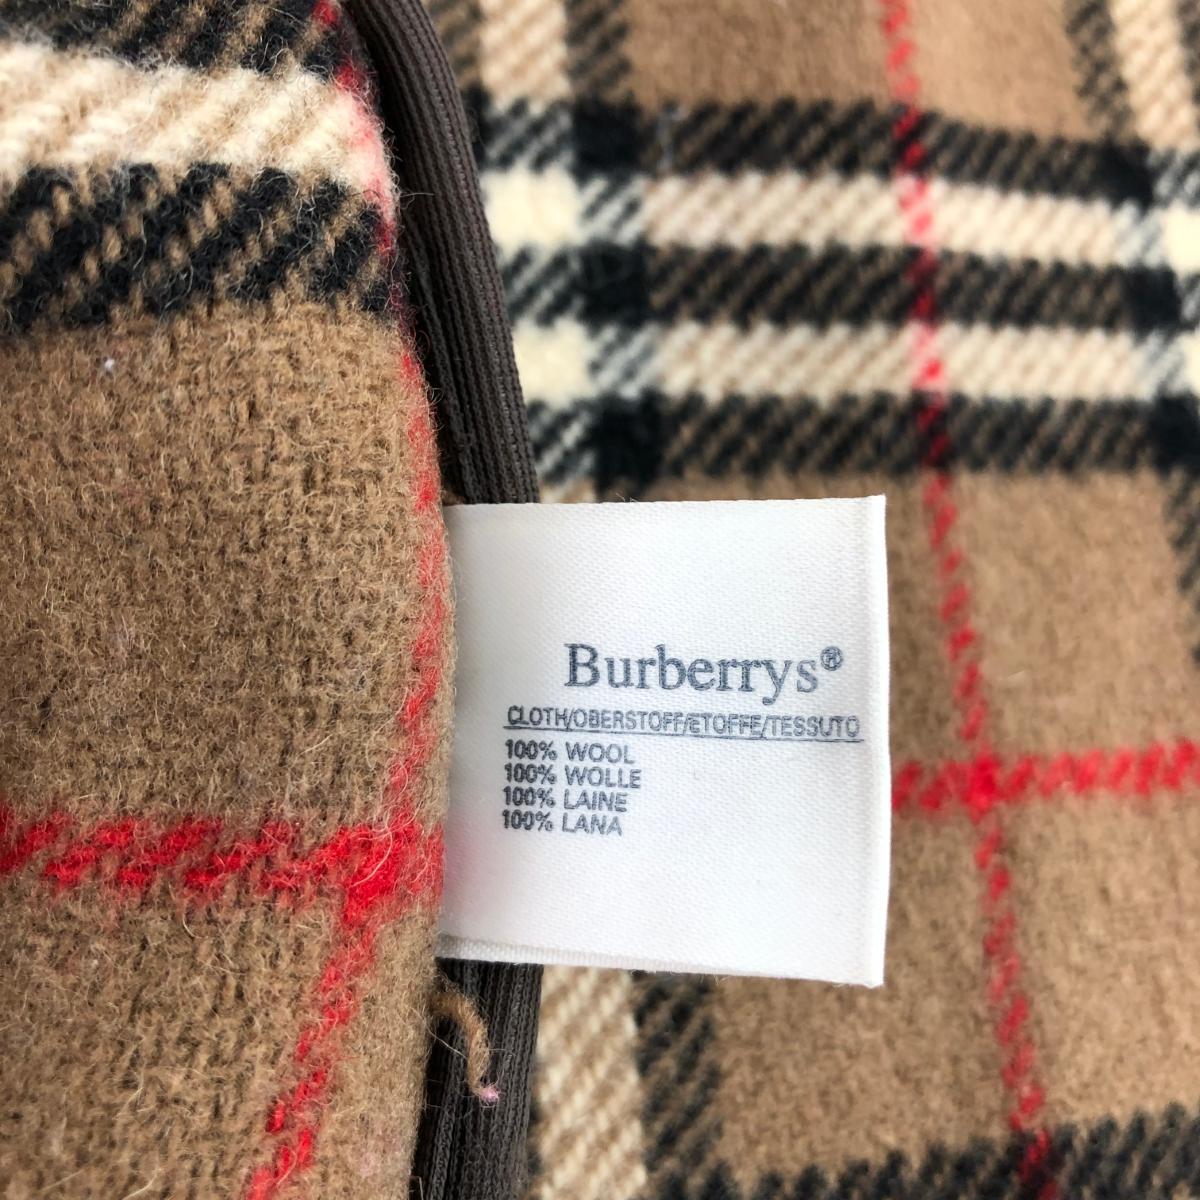 Burberrys®
CLOTH/OBERSTOFF/ETOFFE/TESSUTO
100% WOOL
100% WOLLE
100% LAINE
100% LANA